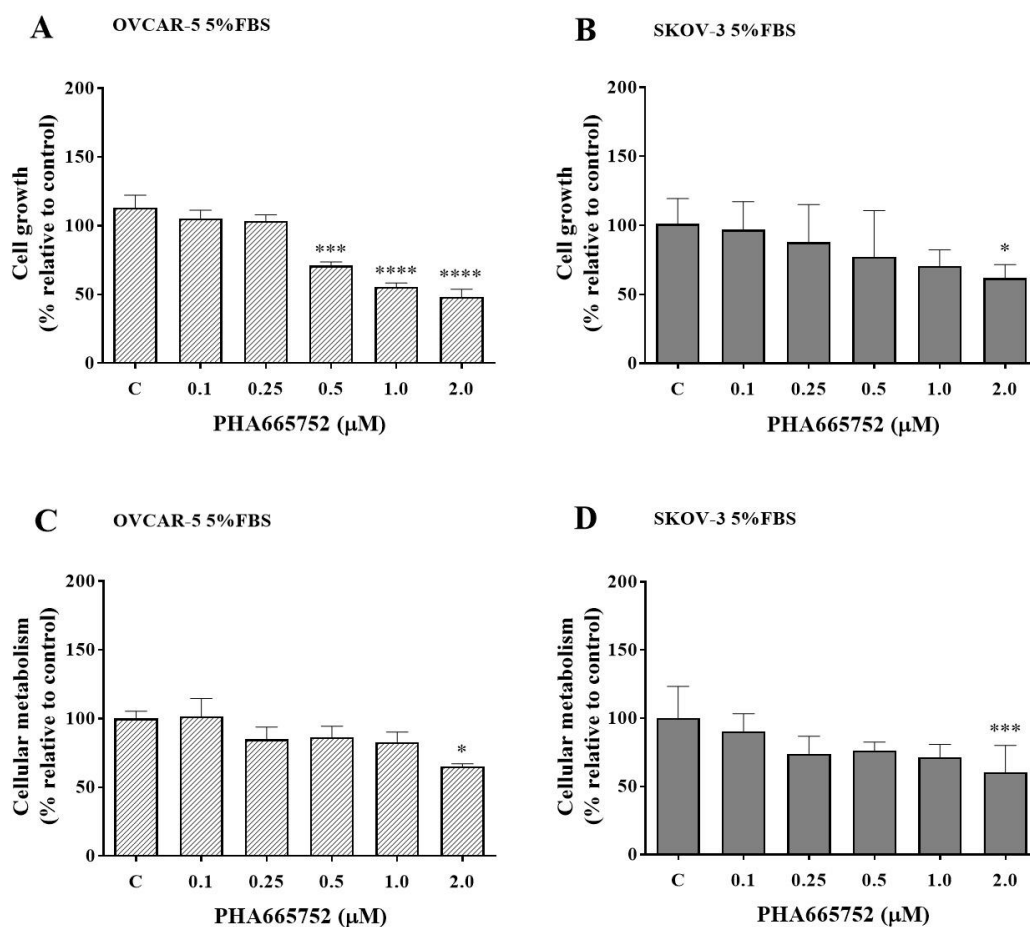 A OVCAR-5 5%FBS
200
150
100
50
0
Cell growth
(% relative to control)
***
****
****
C 0.1 0.25 0.5 1.0 2.0
PHA665752 (µM)
B SKOV-3 5%FBS
200
150
100
50
0
Cell growth
(% relative to control)
*
C 0.1 0.25 0.5 1.0 2.0
PHA665752 (µM)
C OVCAR-5 5%FBS
200
150
100
50
0
Cellular metabolism
(% relative to control)
*
C 0.1 0.25 0.5 1.0 2.0
PHA665752 (µM)
D SKOV-3 5%FBS
200
150
100
50
0
Cellular metabolism
(% relative to control)
***
C 0.1 0.25 0.5 1.0 2.0
PHA665752 (µM)